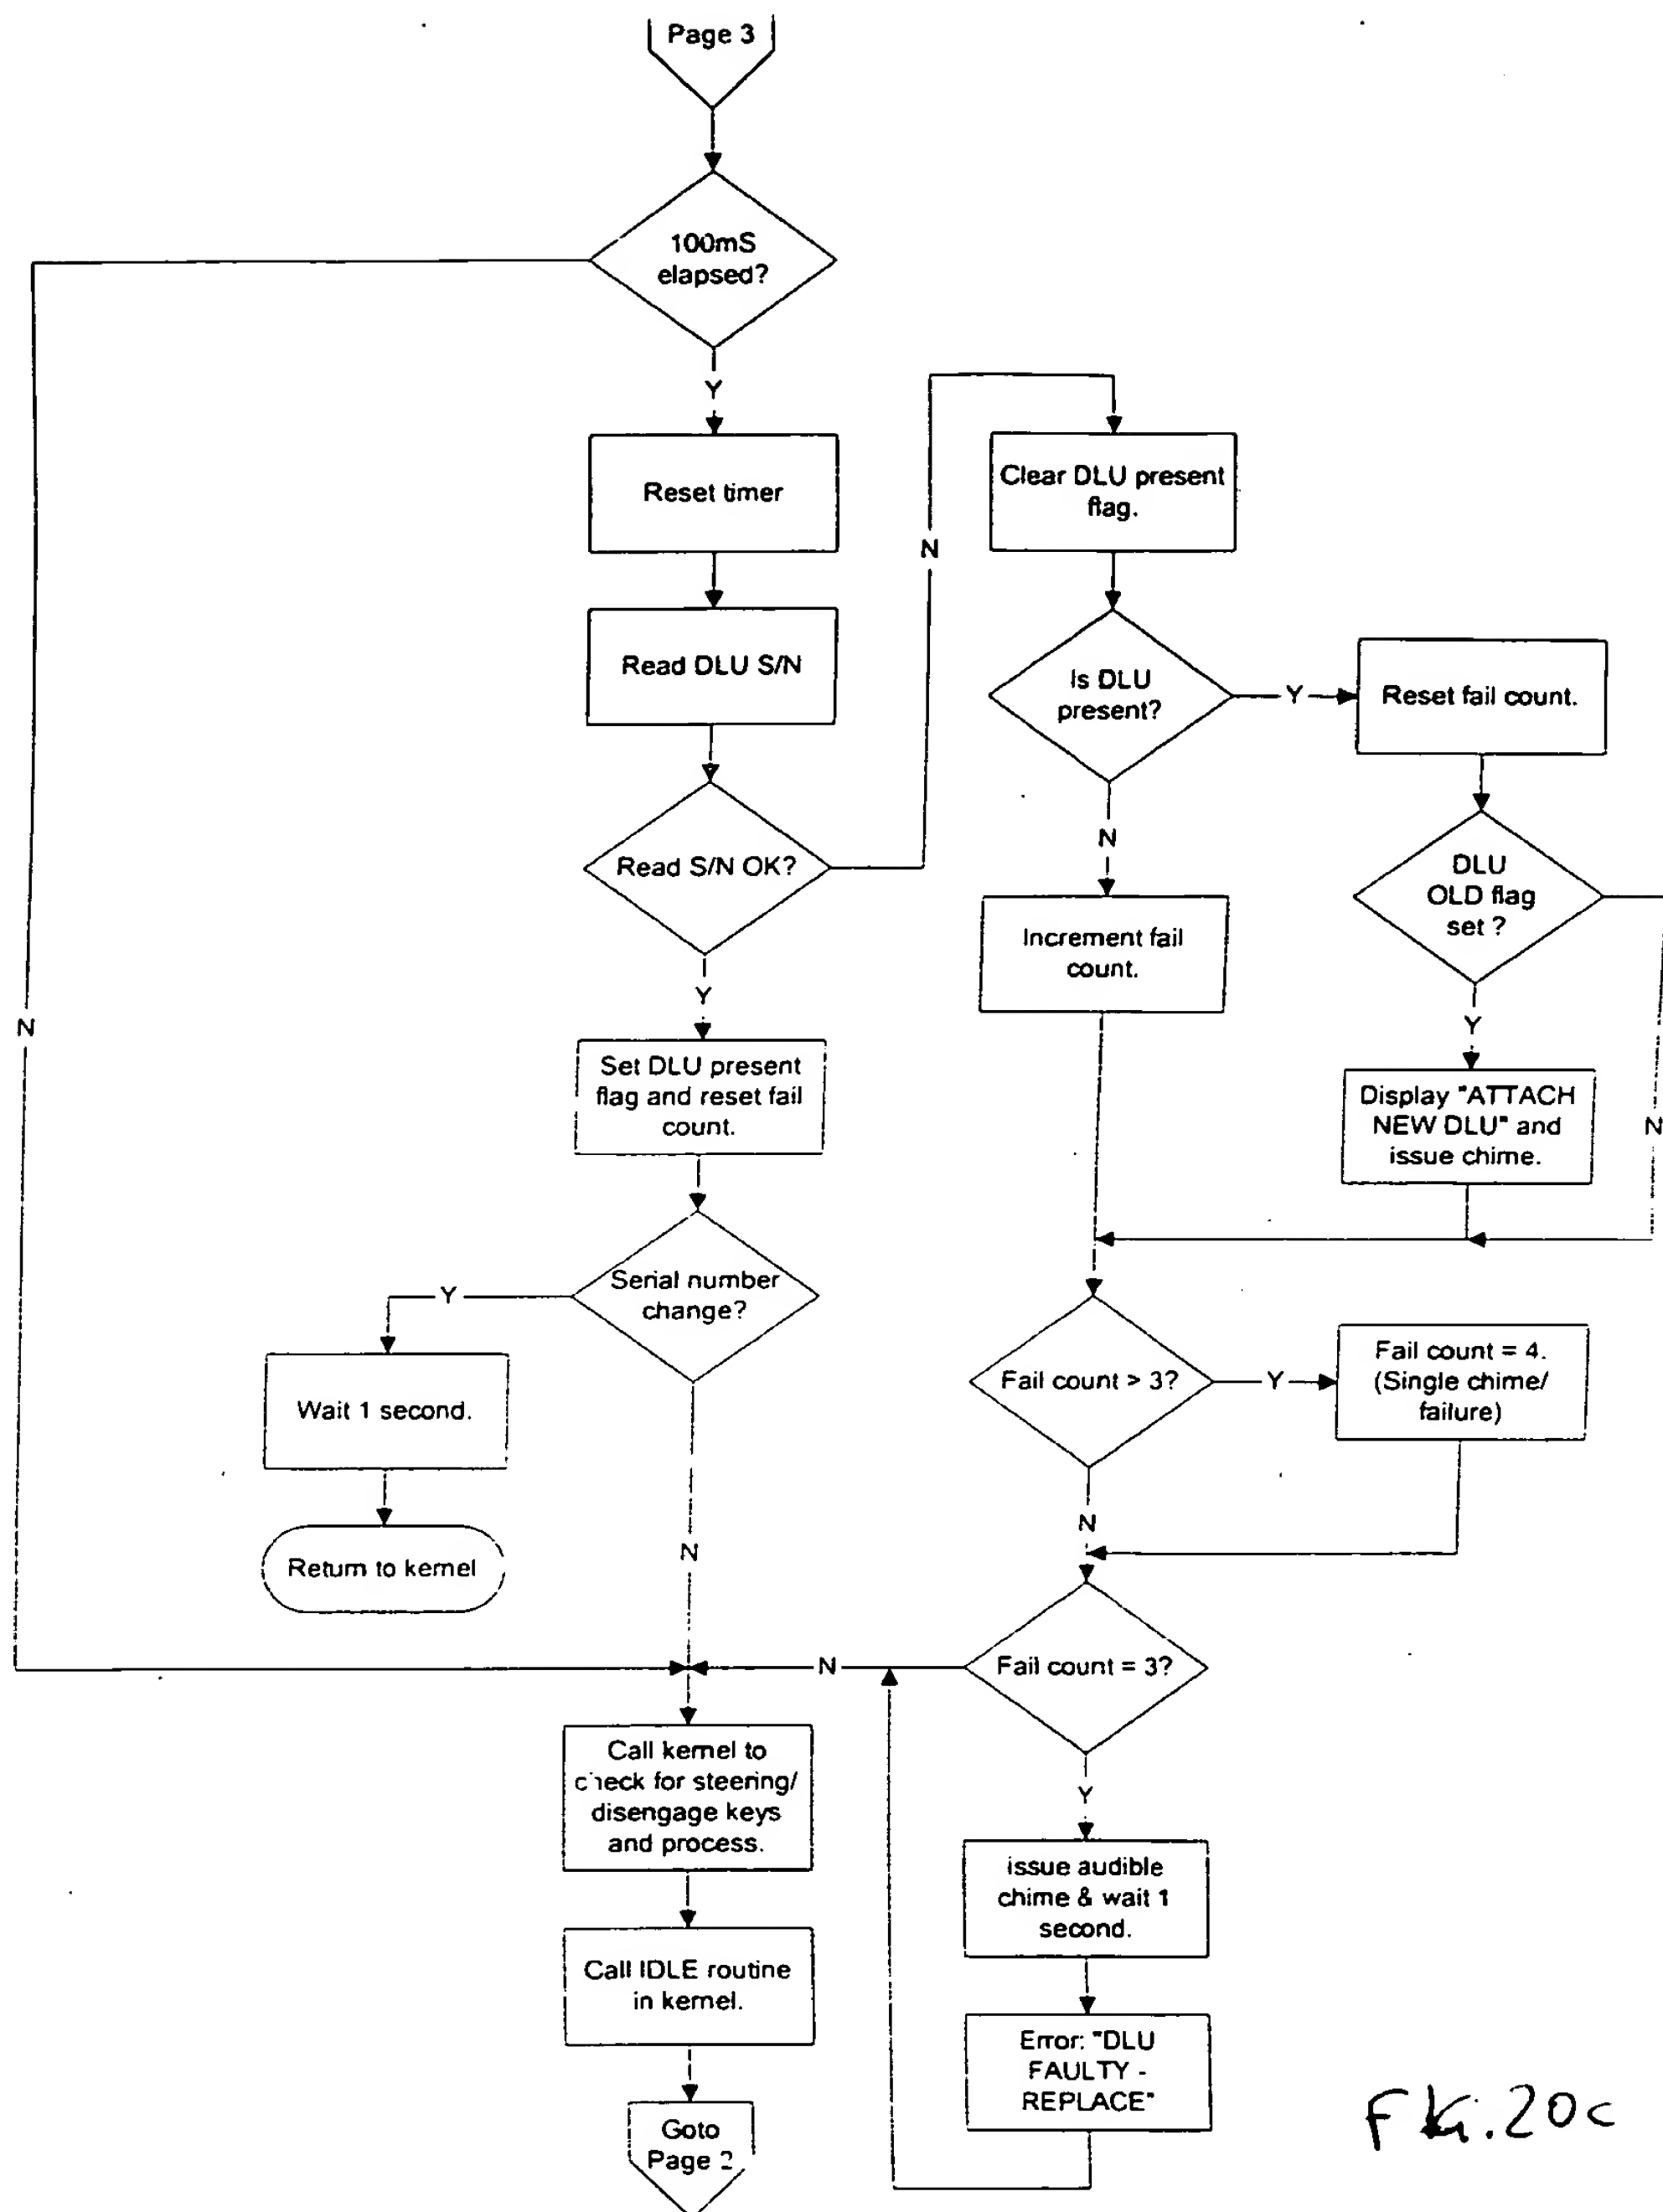 Page 3
100mS
elapsed?
Y
Reset timer
Read DLU S/N
Read S/N OK?
N
Y
Set DLU present
flag and reset fail
count.
Serial number
change?
Y
Wait 1 second.
Return to kernel
N
N
Clear DLU present
flag.
Is DLU
present?
Y
Reset fail count.
N
Increment fail
count.
DLU
OLD flag
set ?
Y
Display "ATTACH
NEW DLU" and
issue chime.
N
Fail count > 3?
Y
Fail count = 4.
(Single chime/
failure)
N
Fail count = 3?
N
Y
issue audible
chime & wait 1
second.
Error: "DLU
FAULTY -
REPLACE"
Call kernel to
check for steering/
disengage keys
and process.
Call IDLE routine
in kernel.
Goto
Page 2
FIG. 20c